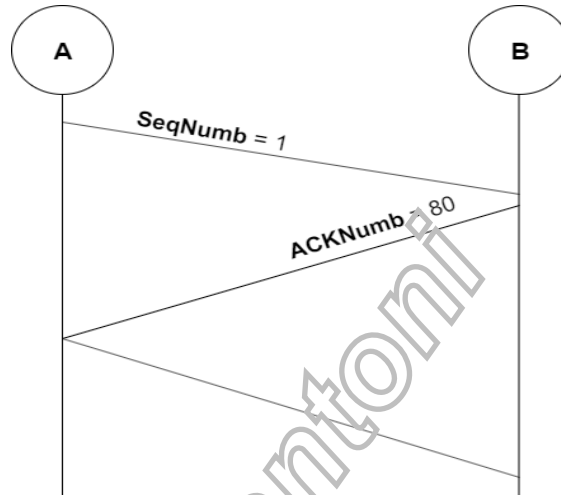 A
B
SeqNumb = 1
ACKNumb = 80